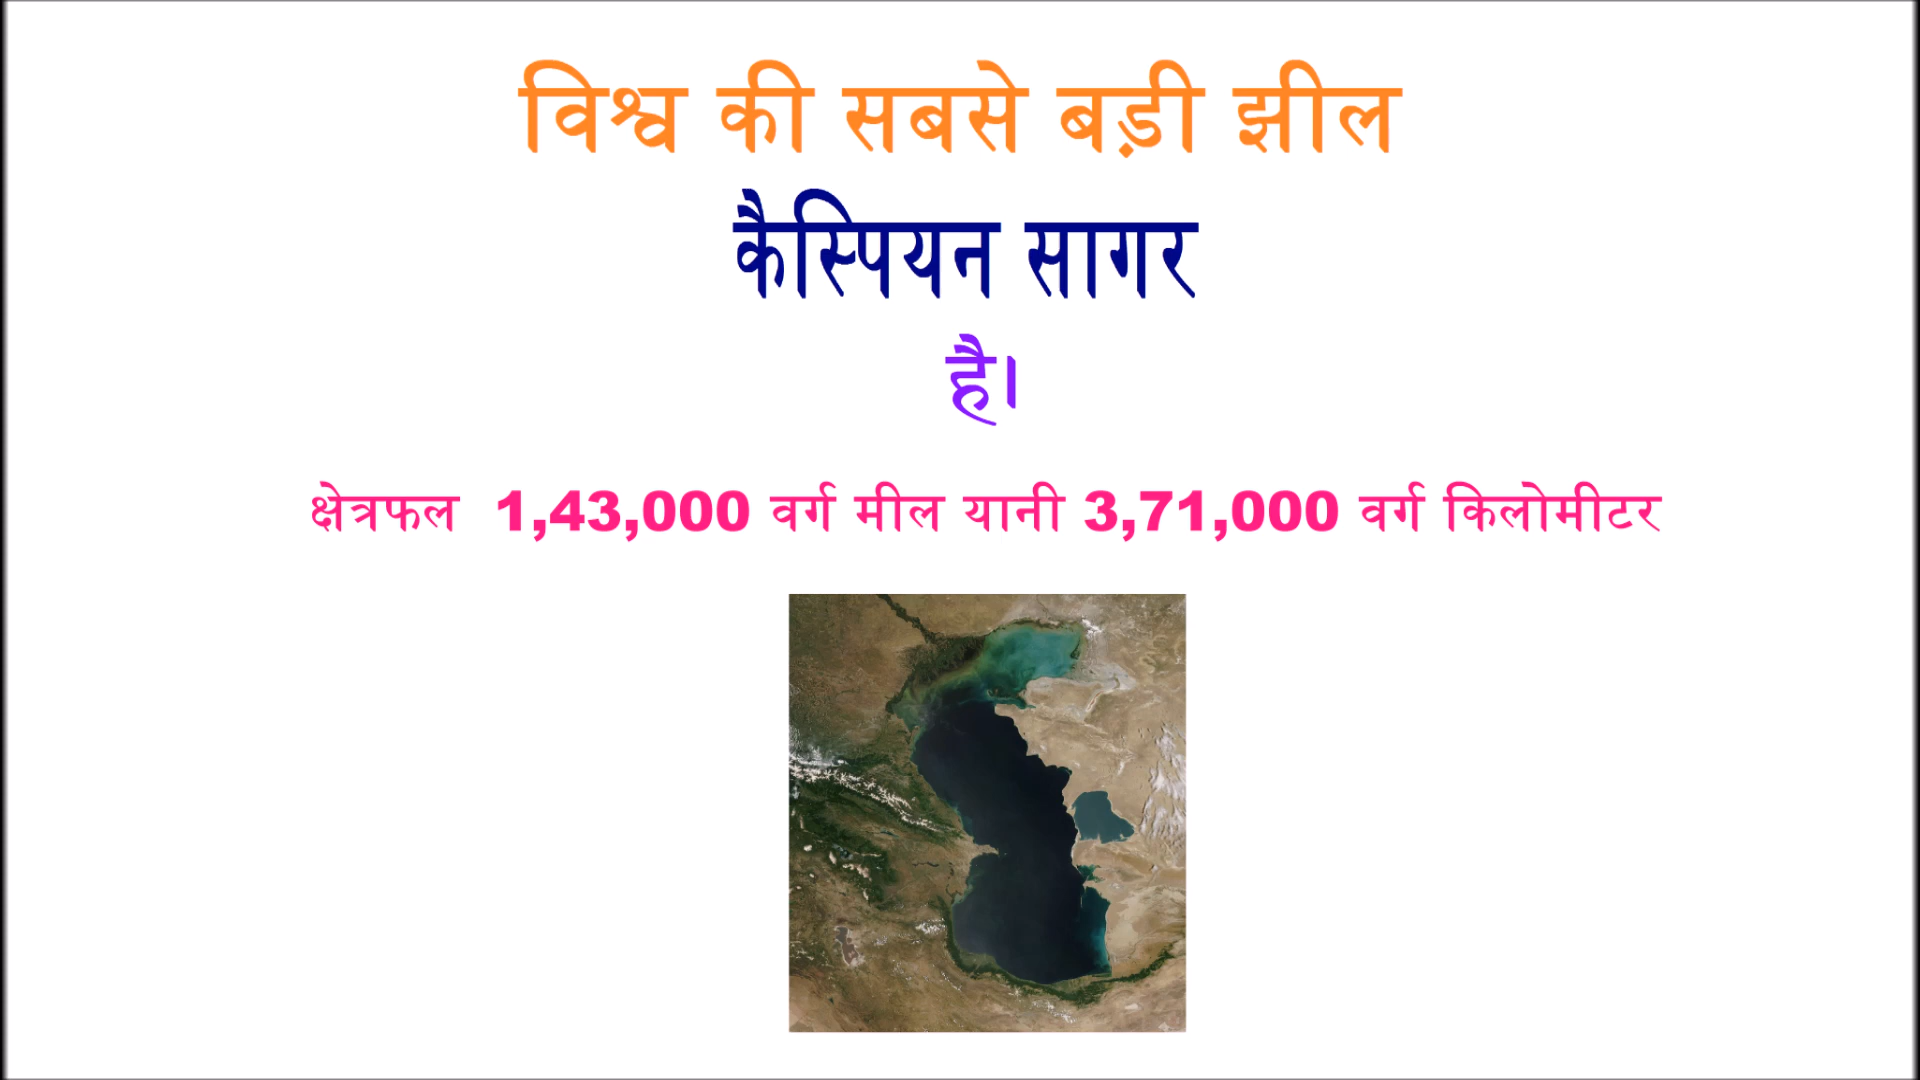 विश्व की सबसे बड़ी झील
कैस्पियन सागर
है।
क्षेत्रफल 1,43,000 वर्ग मील यानी 3,71,000 वर्ग किलोमीटर